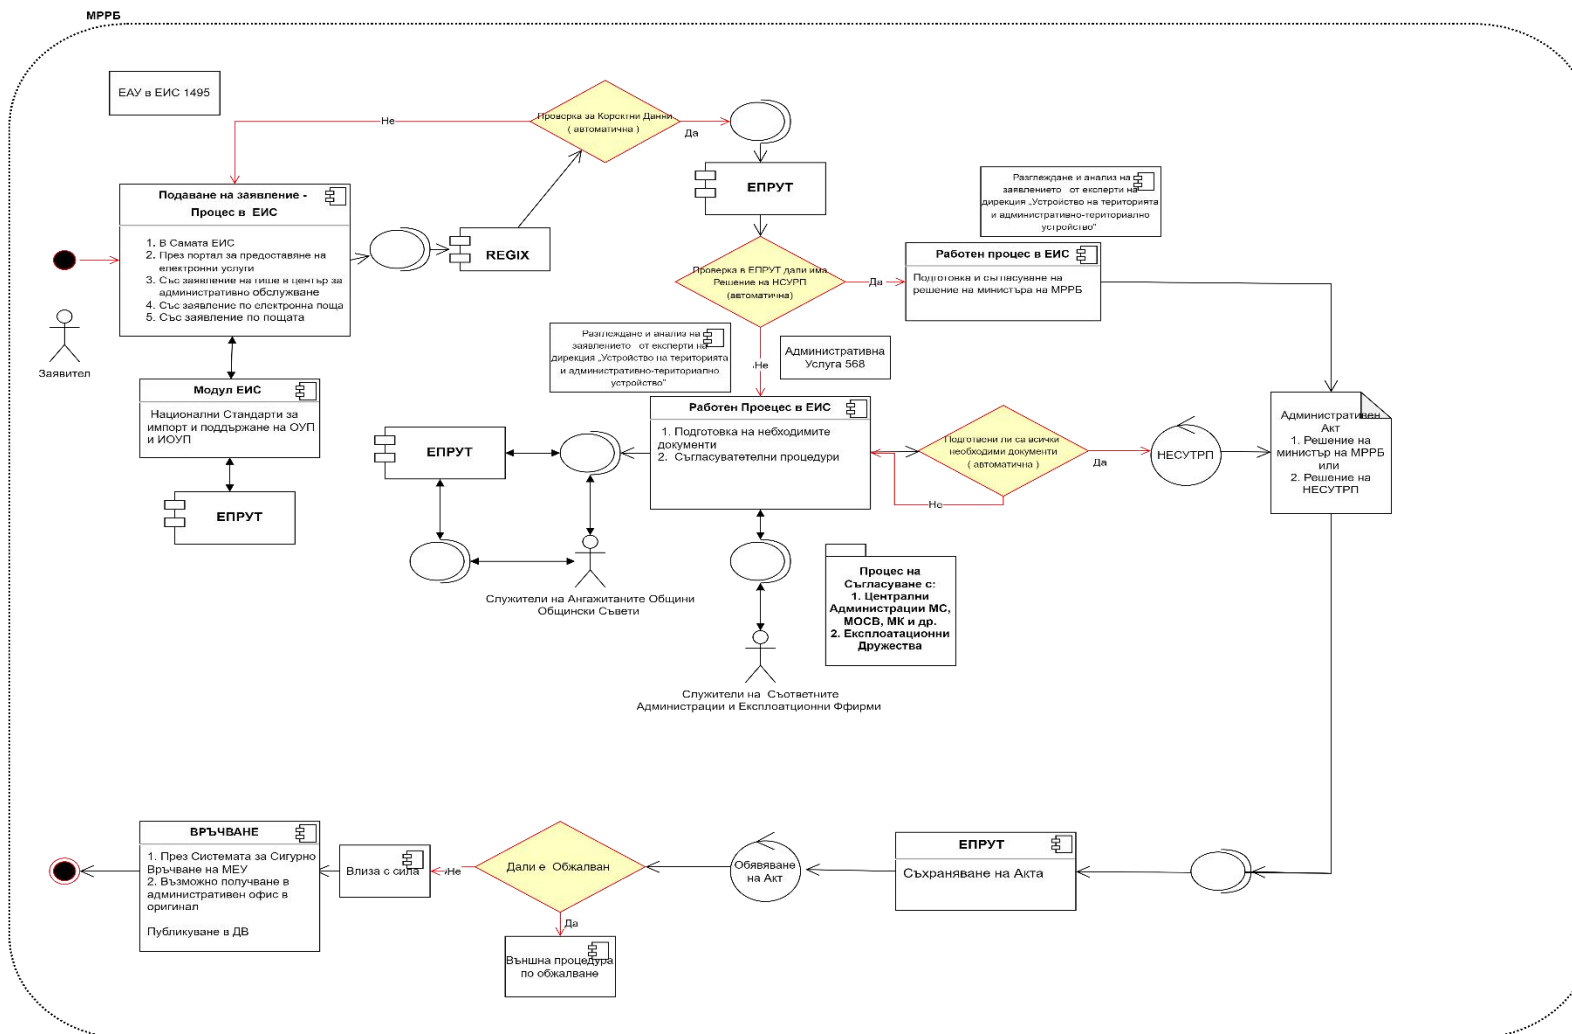 МРРБ
ЕАУ в ЕИС 1495
Проверка за Коректни Данни
( автоматична )
Не
Да
ЕПРУТ
Разглеждане и анализ на
заявлението от експерти на
дирекция „Устройство на територията
и административно-териториално
устройство"
Подаване на заявление -
Процес в ЕИС
1. В Самата ЕИС
2. През портал за предоставяне на
електронни услуги
3. Със заявление на гише в център за
административно обслужване
4. Със заявление по електронна поща
5. Със заявление по пощата
REGIX
Проверка в ЕПРУТ дали има
Решение на НСУРП
(автоматична)
Да
Не
Работен процес в ЕИС
Подготовка и съгласуване на
решение на министъра на МРРБ
Заявител
Разглеждане и анализ на
заявлението от експерти на
дирекция „Устройство на територията
и административно-териториално
устройство"
Административна
Услуга 568
Модул ЕИС
Национални Стандарти за
импорт и поддържане на ОУП
и ИОУП
ЕПРУТ
ЕПРУТ
Работен Проецес в ЕИС
1. Подготовка на небходимите
документи
2. Съгласуватетелни процедури
Подготвени ли са всички
необходими документи
( автоматична )
Да
Не
НЕСУТРП
Административен
Акт
1. Решение на
министър на МРРБ
или
2. Решение на
НЕСУТРП
Служители на Ангажитаните Общини
Общински Съвети
Процес на
Съгласуване с:
1. Централни
Администрации МС,
МОСВ, МК и др.
2. Експлоатационни
Дружества
Служители на Съответните
Администрации и Експлоатционни Ффирми
ВРЪЧВАНЕ
1. През Системата за Сигурно
Връчване на МЕУ
2. Възможно получване в
административен офис в
оригинал
Публикуване в ДВ
Влиза с сила
Не
Дали е Обжалван
Да
Външна процедура
по обжалване
Обявяване
на Акт
ЕПРУТ
Съхраняване на Акта